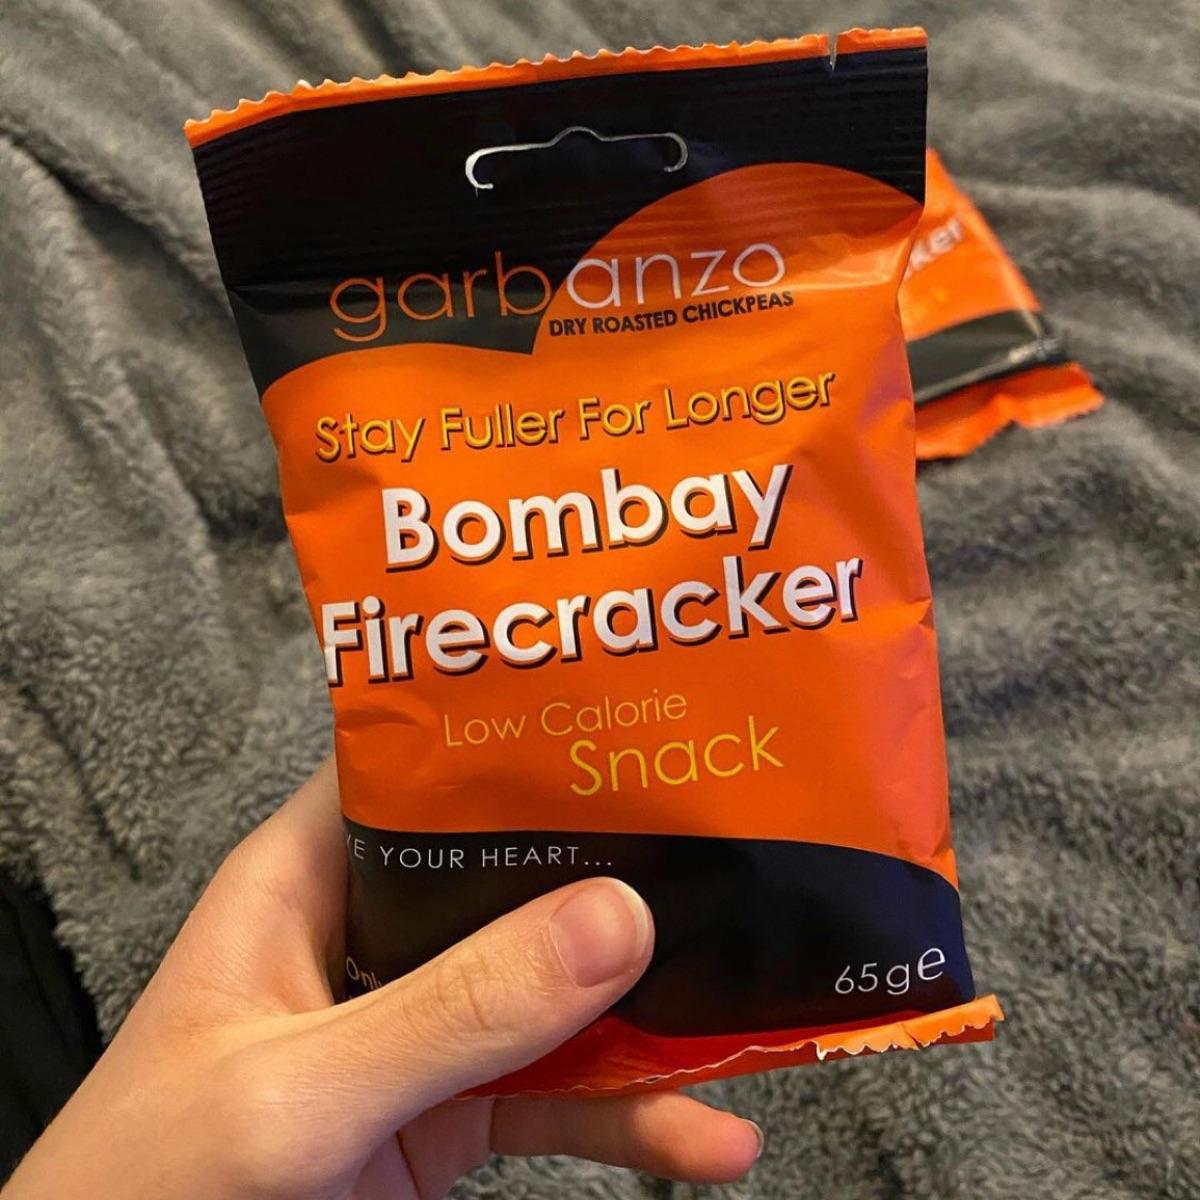 garbanzo
DRY ROASTED CHICKPEAS
Stay Fuller For Longer
Bombay
Firecracker
Low Calorie
Snack
YOUR HEART...
65g e